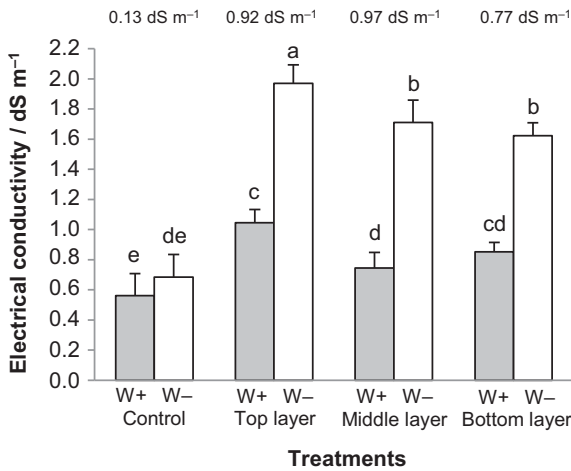 0.13 dS m⁻¹ 0.92 dS m⁻¹ 0.97 dS m⁻¹ 0.77 dS m⁻¹
Electrical conductivity / dS m⁻¹
2.2
2.0
1.8
1.6
1.4
1.2
1.0
0.8
0.6
0.4
0.2
0.0
e de c a d b cd b
W+ W– W+ W– W+ W– W+ W–
Control Top layer Middle layer Bottom layer
Treatments